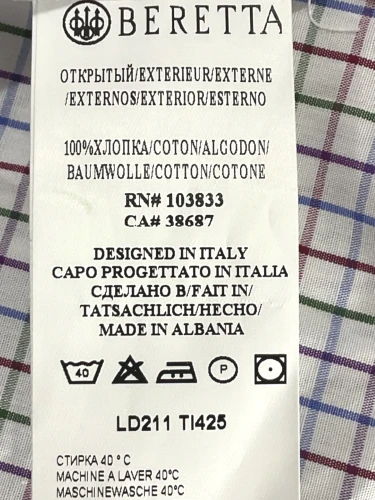 BERETTA
ОТКРЫТЫЙ/EXTERIEUR/EXTERNE
/EXTERNOS/EXTERIOR/ESTERNO
100%ХЛОПКА/COTON/ALGODON/
BAUMWOLLE/COTTON/COTONE
RN# 103833
CA# 38687
DESIGNED IN ITALY
CAPO PROGETTATO IN ITALIA
СДЕЛАНО В/FAIT IN/
TATSACHLICH/HECHO/
MADE IN ALBANIA
40 P
LD211 TI425
СТИРКА 40 ° C
MACHINE A LAVER 40°C
MASCHINEWASCHE 40°C